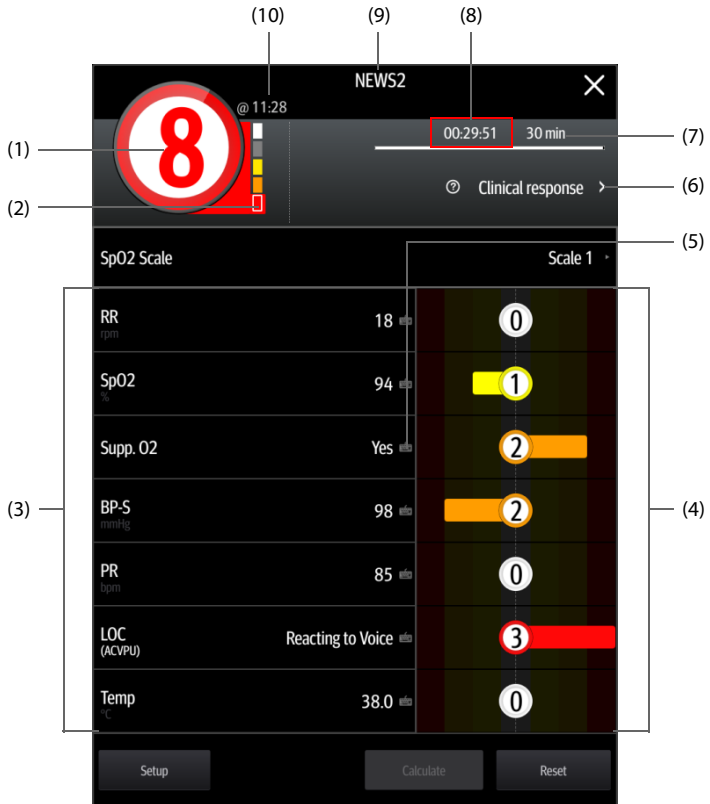 (10) (9) (8)
NEWS2
@ 11:28
00:29:51 30 min
(7)
(1)
8
Clinical response
(6)
(2)
(5)
SpO2 Scale Scale 1
RR 18 0
rpm
SpO2 94 1
%
Supp. O2 Yes 2
(3)
BP-S 98 2
mmHg
(4)
PR 85 0
bpm
LOC Reacting to Voice 3
(ACVPU)
Temp 38.0 0
°C
Setup Calculate Reset